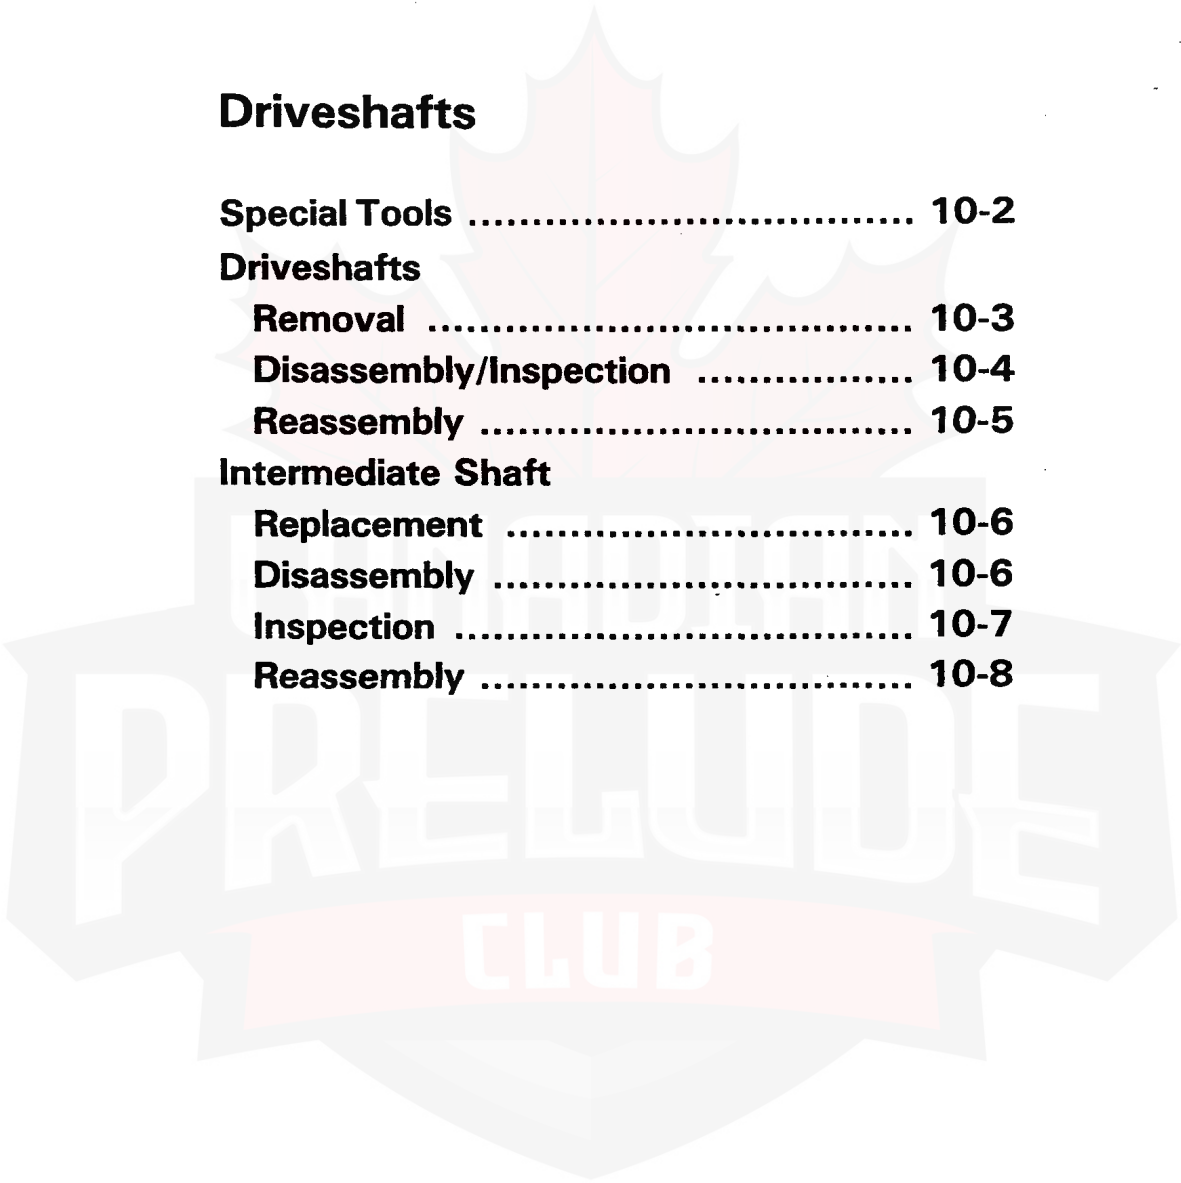 Driveshafts
Special Tools ................................... 10-2
Driveshafts
Removal ...................................... 10-3
Disassembly/Inspection ................. 10-4
Reassembly .................................. 10-5
Intermediate Shaft
Replacement ................................ 10-6
Disassembly ................................. 10-6
Inspection .................................... 10-7
Reassembly .................................. 10-8
CANADIAN
PRELUDE
CLUB